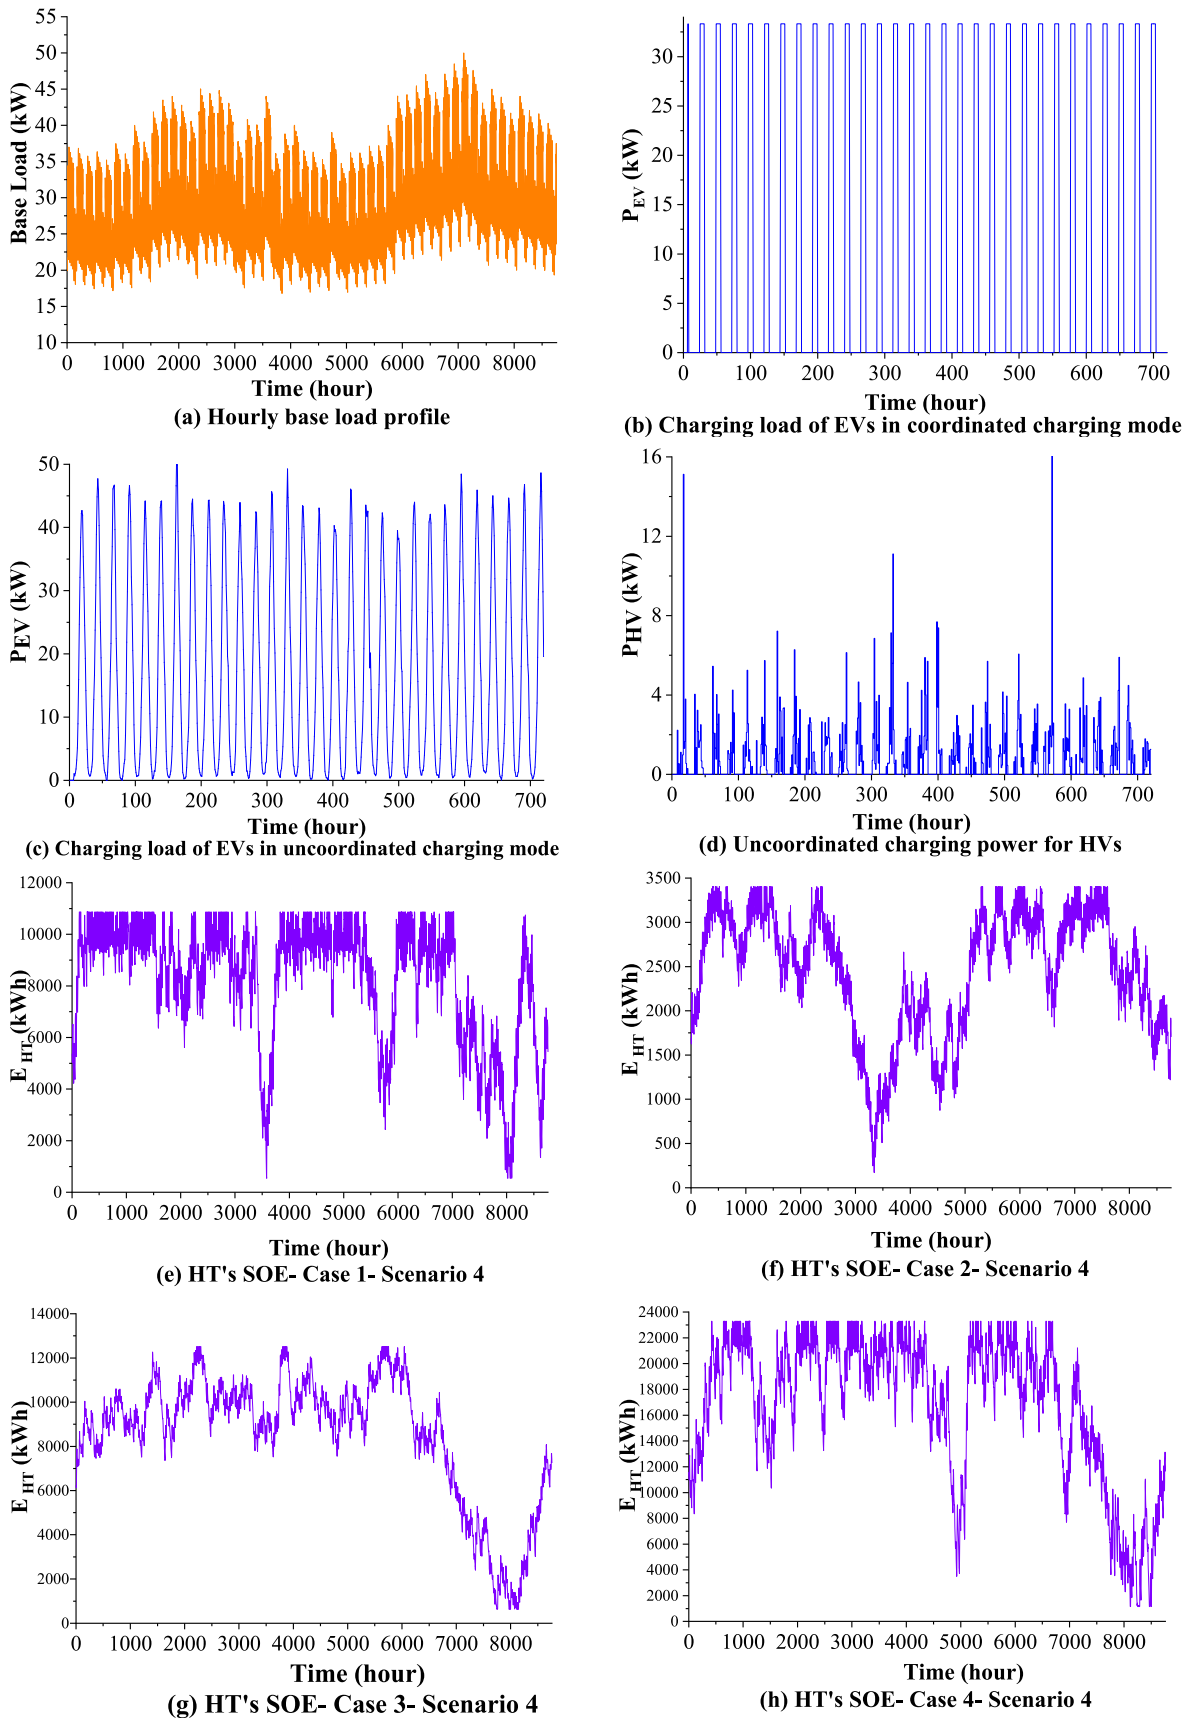 55
50
45
40
35
30
25
20
15
10
Base Load (kW)
0 1000 2000 3000 4000 5000 6000 7000 8000
Time (hour)
(a) Hourly base load profile
30
25
20
15
10
5
0
P_EV (kW)
0 100 200 300 400 500 600 700
Time (hour)
(b) Charging load of EVs in coordinated charging mode
50
40
30
20
10
0
PEV (kW)
0 100 200 300 400 500 600 700
Time (hour)
(c) Charging load of EVs in uncoordinated charging mode
16
12
8
4
0
PHV (kW)
0 100 200 300 400 500 600 700
Time (hour)
(d) Uncoordinated charging power for HVs
12000
10000
8000
6000
4000
2000
0
E_HT (kWh)
0 1000 2000 3000 4000 5000 6000 7000 8000
Time (hour)
(e) HT's SOE- Case 1- Scenario 4
3500
3000
2500
2000
1500
1000
500
0
E_HT (kWh)
0 1000 2000 3000 4000 5000 6000 7000 8000
Time (hour)
(f) HT's SOE- Case 2- Scenario 4
14000
12000
10000
8000
6000
4000
2000
0
E_HT (kWh)
0 1000 2000 3000 4000 5000 6000 7000 8000
Time (hour)
(g) HT's SOE- Case 3- Scenario 4
24000
22000
20000
18000
16000
14000
12000
10000
8000
6000
4000
2000
0
E_HT (kWh)
0 1000 2000 3000 4000 5000 6000 7000 8000
Time (hour)
(h) HT's SOE- Case 4- Scenario 4